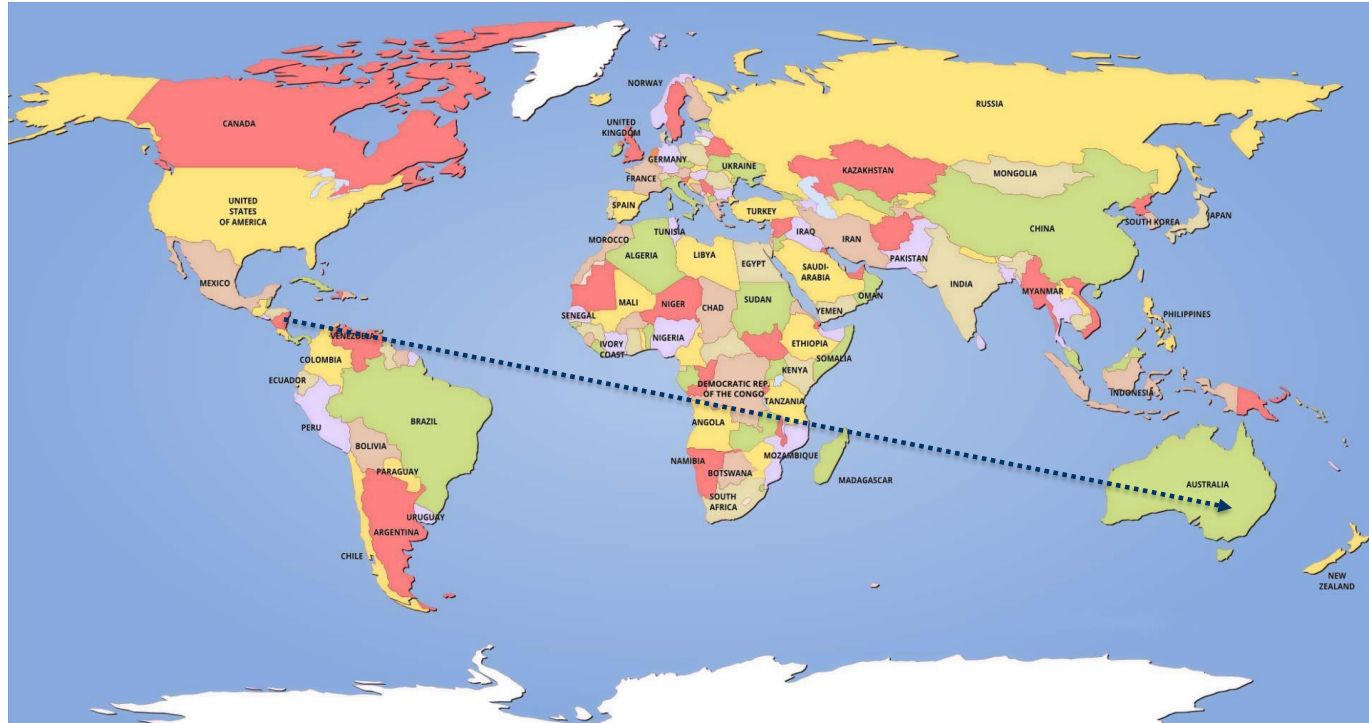 CANADA
UNITED
STATES
OF AMERICA
MEXICO
VENEZUELA
COLOMBIA
ECUADOR
PERU
BRAZIL
BOLIVIA
PARAGUAY
URUGUAY
ARGENTINA
CHILE
NORWAY
UNITED
KINGDOM
GERMANY
FRANCE
SPAIN
UKRAINE
TURKEY
RUSSIA
KAZAKHSTAN
MONGOLIA
CHINA
SOUTH KOREA
JAPAN
MOROCCO
TUNISIA
ALGERIA
LIBYA
EGYPT
IRAQ
IRAN
SAUDI-
ARABIA
PAKISTAN
INDIA
OMAN
YEMEN
MYANMAR
PHILIPPINES
SENEGAL
MALI
NIGER
CHAD
SUDAN
IVORY
COAST
NIGERIA
ETHIOPIA
SOMALIA
KENYA
DEMOCRATIC REP.
OF THE CONGO
TANZANIA
ANGOLA
MOZAMBIQUE
NAMIBIA
BOTSWANA
SOUTH
AFRICA
MADAGASCAR
INDONESIA
AUSTRALIA
NEW
ZEALAND